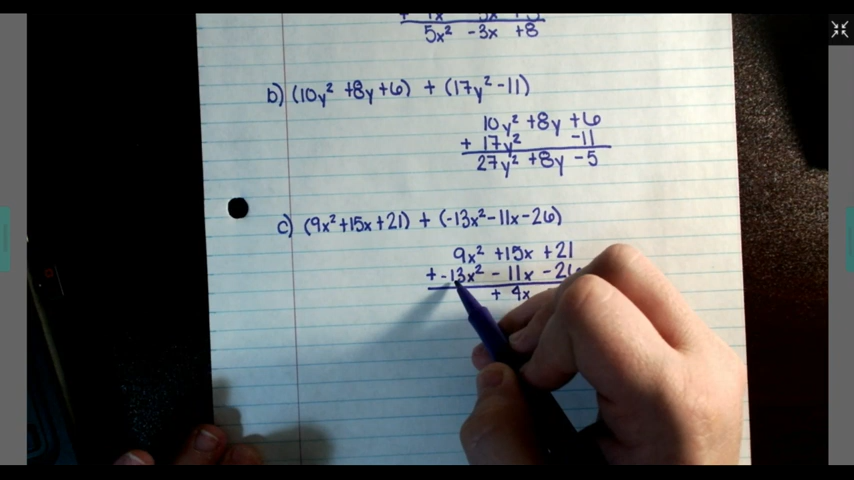 5x² -3x +8
b) (10y² +8y +6) + (17y² -11)
10y² +8y +6
+ 17y² -11
27y² +8y -5
c) (9x² +15x +21) + (-13x² -11x -26)
9x² +15x +21
+ -13x² - 11x - 26
+ 4x